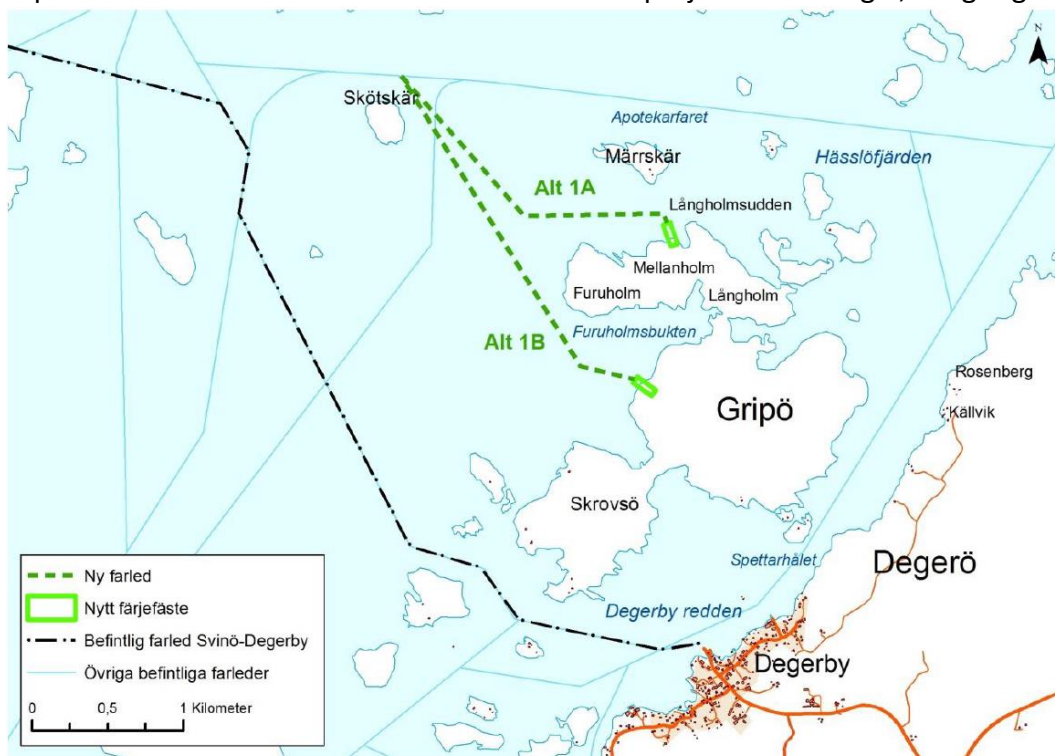 N
Skötskär
Apotekarfaret
Märrskär
Hässlöfjärden
Alt 1A
Långholmsudden
Mellanholm
Furuholm
Långholm
Alt 1B
Furuholmsbukten
Rosenberg
Källvik
Gripö
Skrovsö
Spettarhålet
Degerö
Degerby redden
Degerby
Ny farled
Nytt färjefäste
Befintlig farled Svinö-Degerby
Övriga befintliga farleder
0 0,5 1 Kilometer